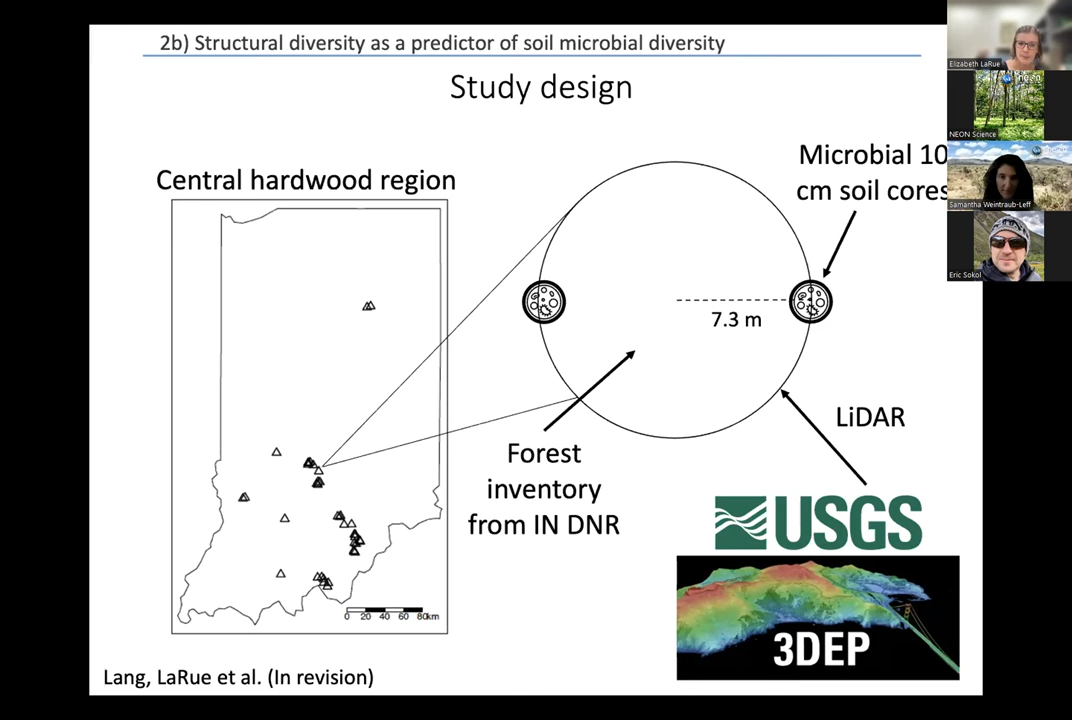 2b) Structural diversity as a predictor of soil microbial diversity
Study design
Central hardwood region
Microbial 10
cm soil cores
7.3 m
LiDAR
Forest
inventory
from IN DNR
USGS
3DEP
0 20 40 60 80km
Lang, LaRue et al. (In revision)
Elizabeth LaRue
NEON Science
Samantha Weintraub-Leff
Eric Sokol